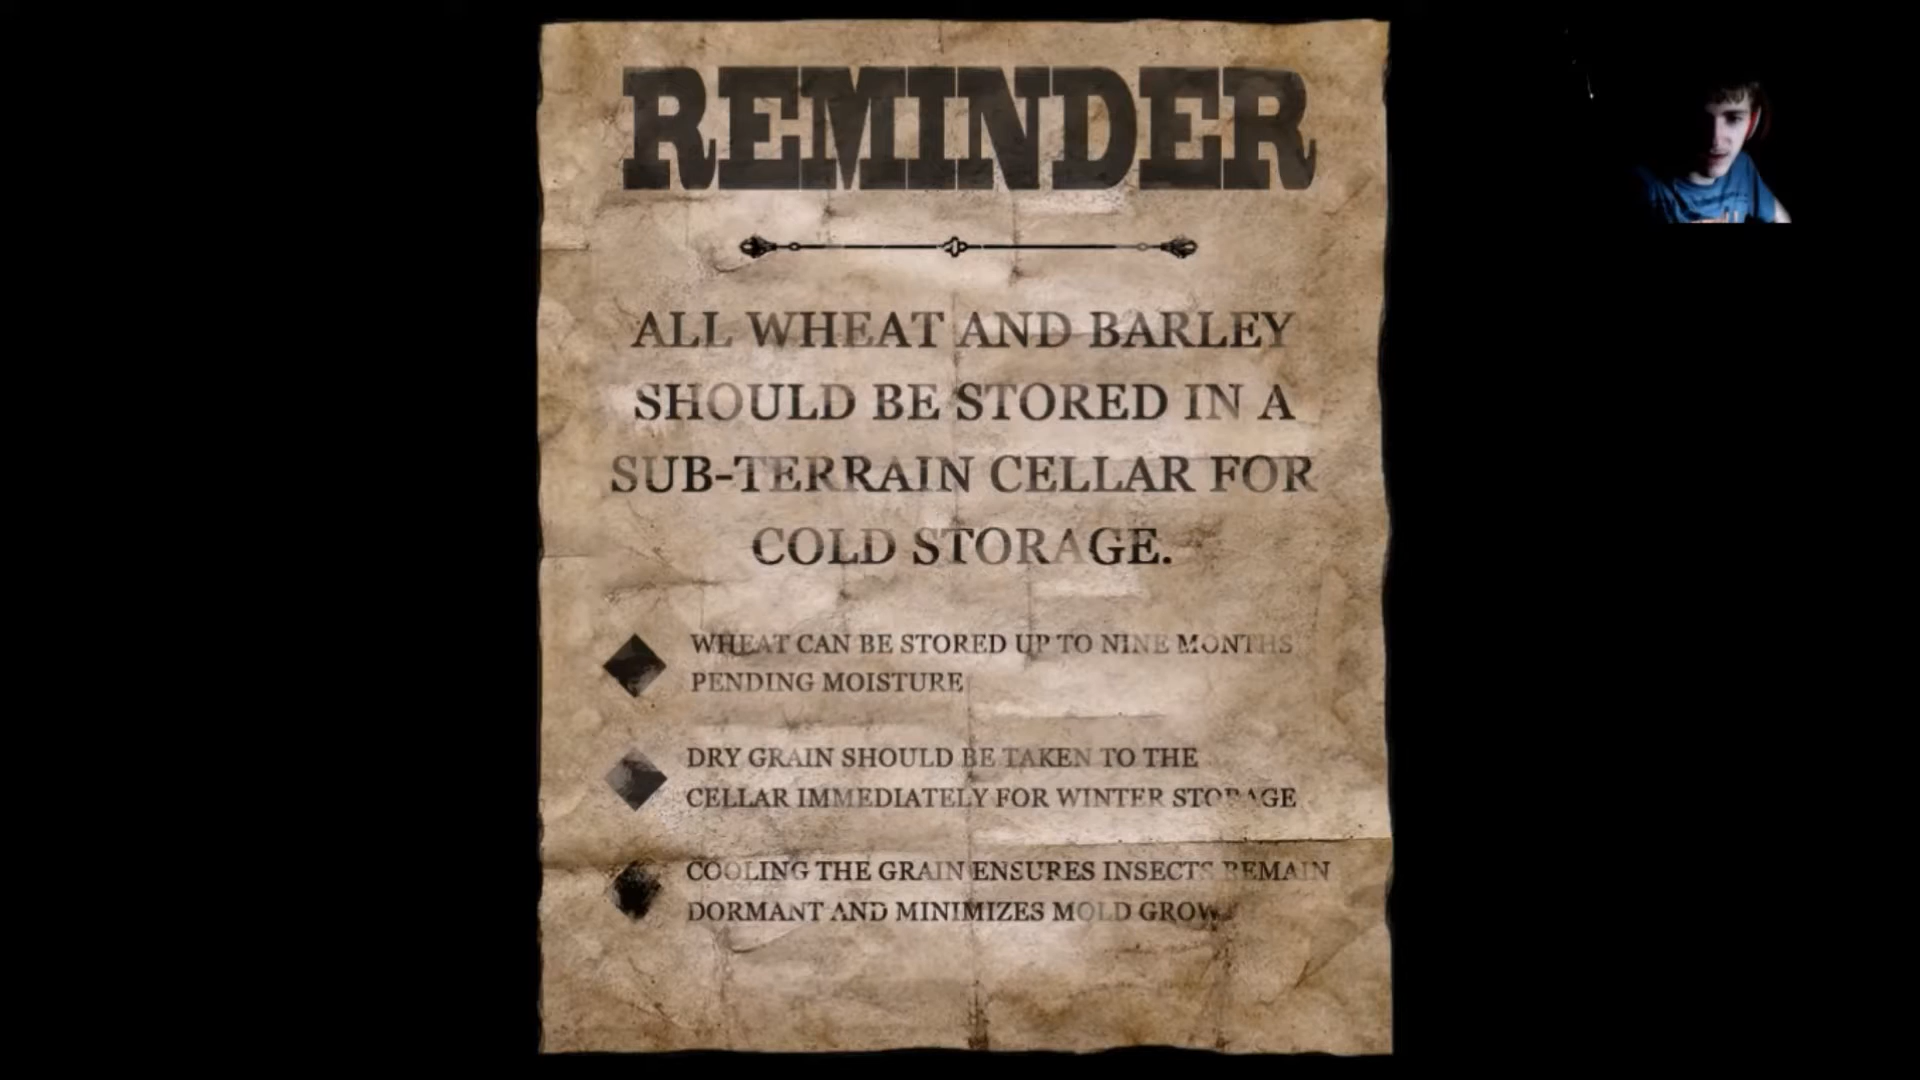 REMINDER
ALL WHEAT AND BARLEY
SHOULD BE STORED IN A
SUB-TERRAIN CELLAR FOR
COLD STORAGE.
WHEAT CAN BE STORED UP TO NINE MONTHS
PENDING MOISTURE
DRY GRAIN SHOULD BE TAKEN TO THE
CELLAR IMMEDIATELY FOR WINTER STORAGE
COOLING THE GRAIN ENSURES INSECTS REMAIN
DORMANT AND MINIMIZES MOLD